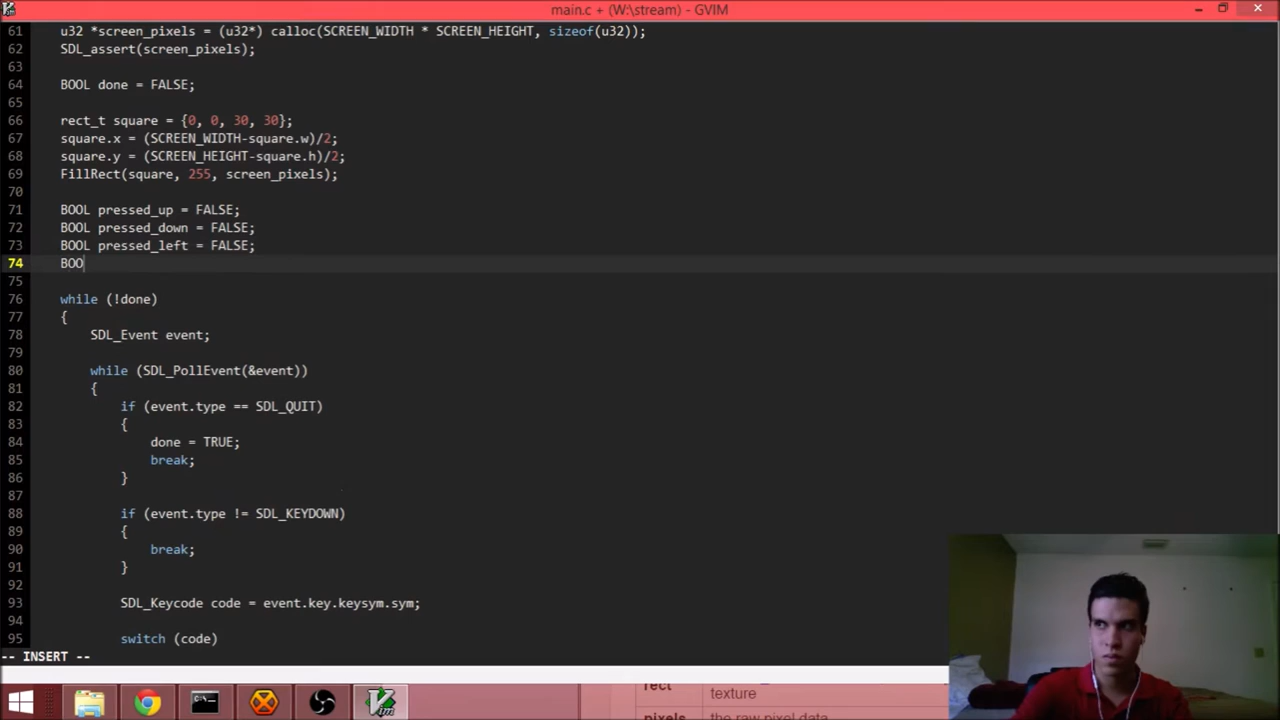 main.c + (W:\stream) - GVIM
61 u32 *screen_pixels = (u32*) calloc(SCREEN_WIDTH * SCREEN_HEIGHT, sizeof(u32));
62 SDL_assert(screen_pixels);
63
64 BOOL done = FALSE;
65
66 rect_t square = {0, 0, 30, 30};
67 square.x = (SCREEN_WIDTH-square.w)/2;
68 square.y = (SCREEN_HEIGHT-square.h)/2;
69 FillRect(square, 255, screen_pixels);
70
71 BOOL pressed_up = FALSE;
72 BOOL pressed_down = FALSE;
73 BOOL pressed_left = FALSE;
74 BOO
75
76 while (!done)
77 {
78 SDL_Event event;
79
80 while (SDL_PollEvent(&event))
81 {
82 if (event.type == SDL_QUIT)
83 {
84 done = TRUE;
85 break;
86 }
87
88 if (event.type != SDL_KEYDOWN)
89 {
90 break;
91 }
92
93 SDL_Keycode code = event.key.keysym.sym;
94
95 switch (code)
-- INSERT --
rect texture
pixels the raw pixel data